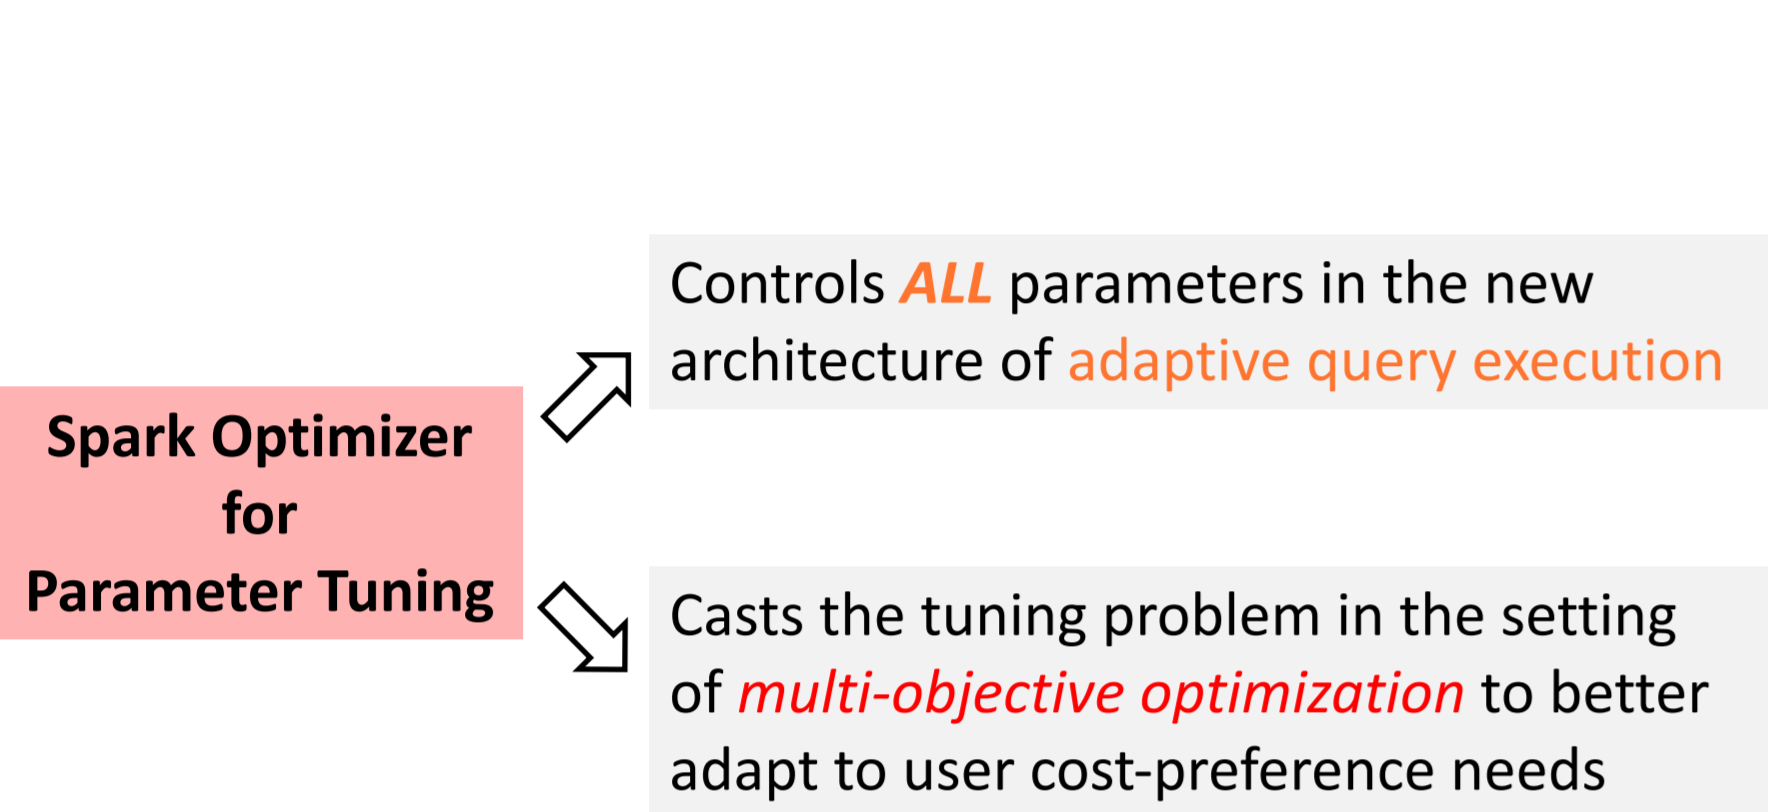 Controls ALL parameters in the new
architecture of adaptive query execution
Spark Optimizer
for
Parameter Tuning
Casts the tuning problem in the setting
of multi-objective optimization to better
adapt to user cost-preference needs